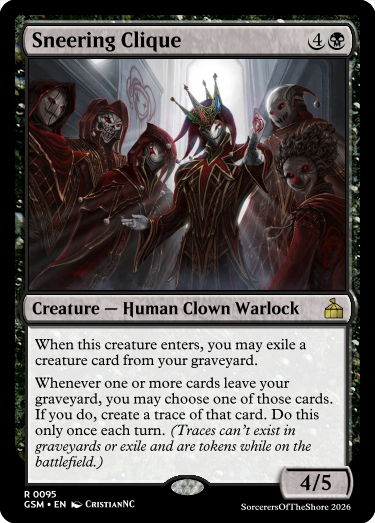 Sneering Clique 4
Creature — Human Clown Warlock
When this creature enters, you may exile a
creature card from your graveyard.
Whenever one or more cards leave your
graveyard, you may choose one of those cards.
If you do, create a trace of that card. Do this
only once each turn. (Traces can't exist in
graveyards or exile and are tokens while on the
battlefield.)
4/5
R 0095
GSM • EN CristianNC
SorcerersOfTheShore 2026